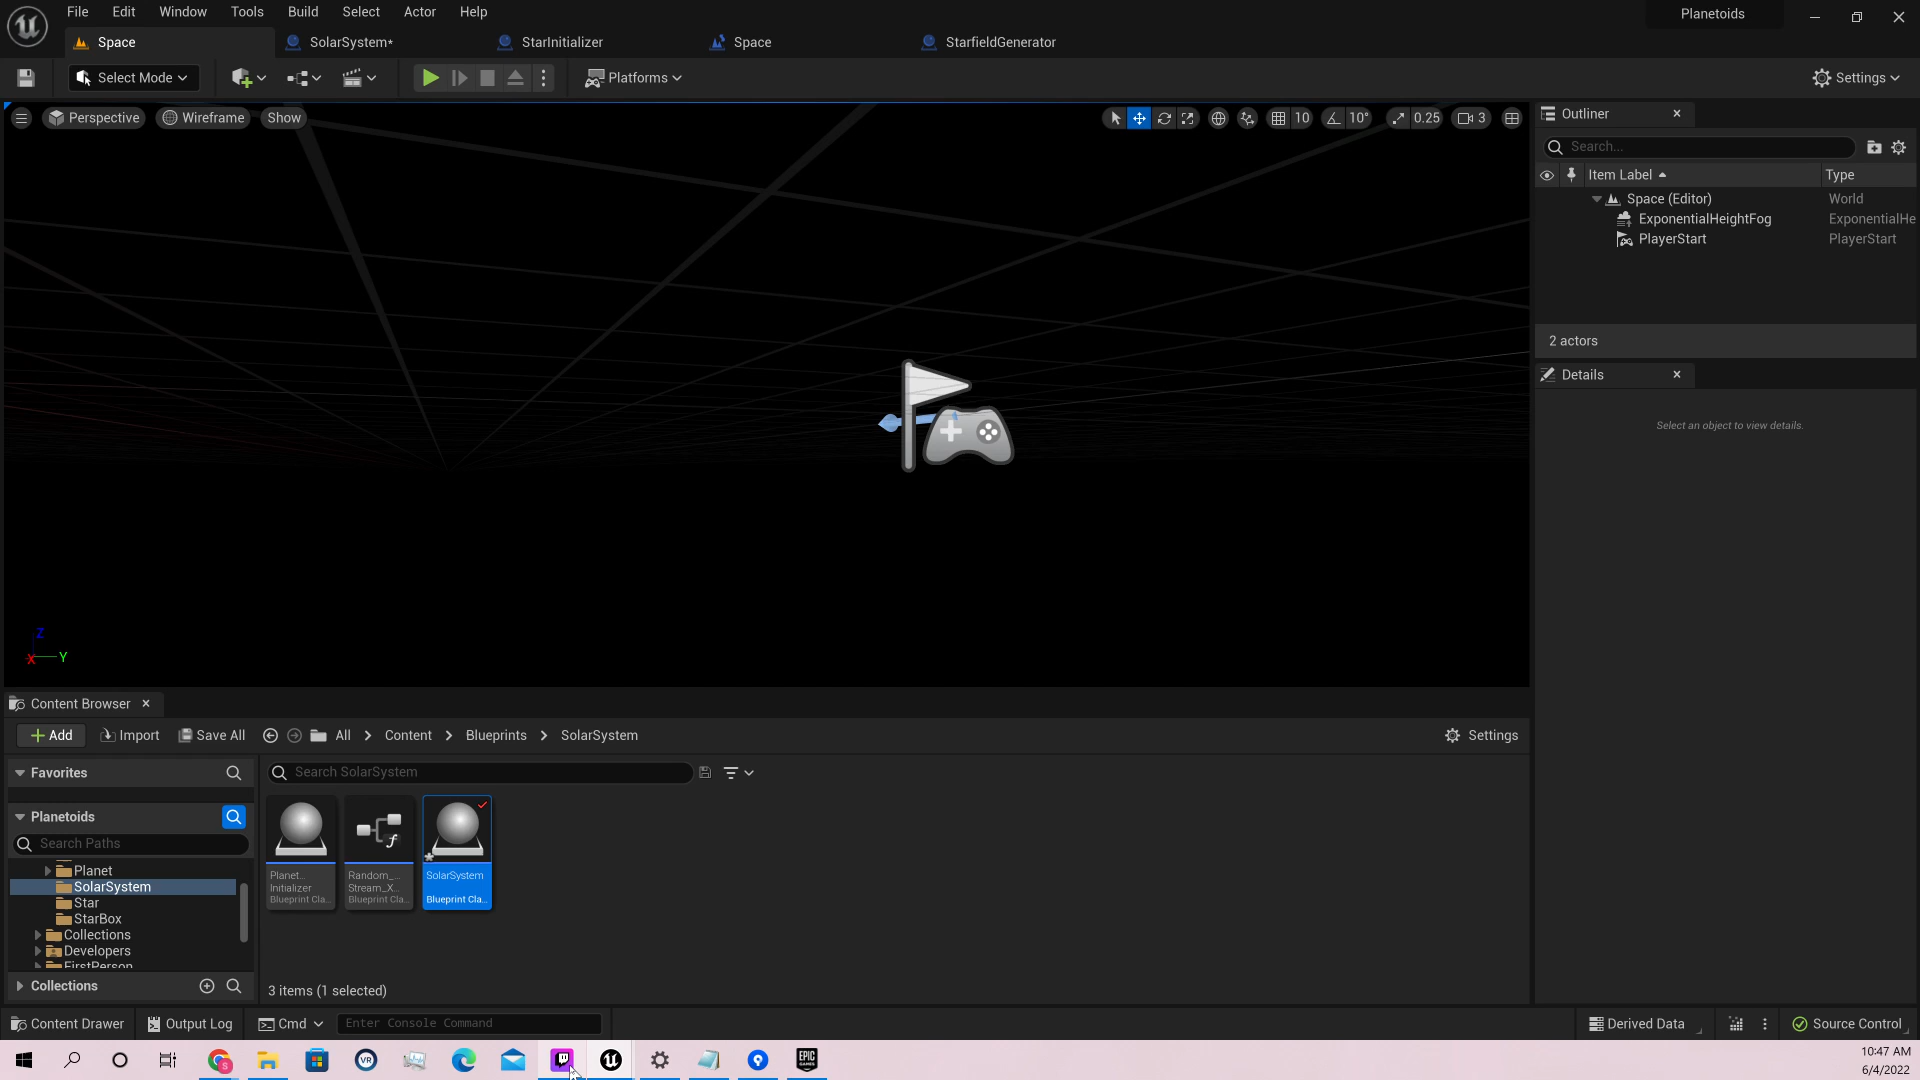 File Edit Window Tools Build Select Actor Help
Planetoids
Space
SolarSystem*
StarInitializer
Space
StarfieldGenerator
Select Mode
Platforms
Settings
Perspective
Wireframe
Show
10
10°
0.25
3
Outliner
Search...
Item Label
Type
Space (Editor)
World
ExponentialHeightFog
ExponentialHe
PlayerStart
PlayerStart
2 actors
Details
Select an object to view details.
Z
X
Y
Content Browser
Add
Import
Save All
All
Content
Blueprints
SolarSystem
Settings
Favorites
Search SolarSystem
Planetoids
Search Paths
Planet
SolarSystem
Star
StarBox
Collections
Developers
FirstPerson
Planet...
Initializer
Blueprint Cla...
Random_...
Stream_X...
Blueprint Cla...
SolarSystem
Blueprint Cla...
Collections
3 items (1 selected)
Content Drawer
Output Log
Cmd
Enter Console Command
Derived Data
Source Control
VR
S
EPIC
GAMES
10:47 AM
6/4/2022